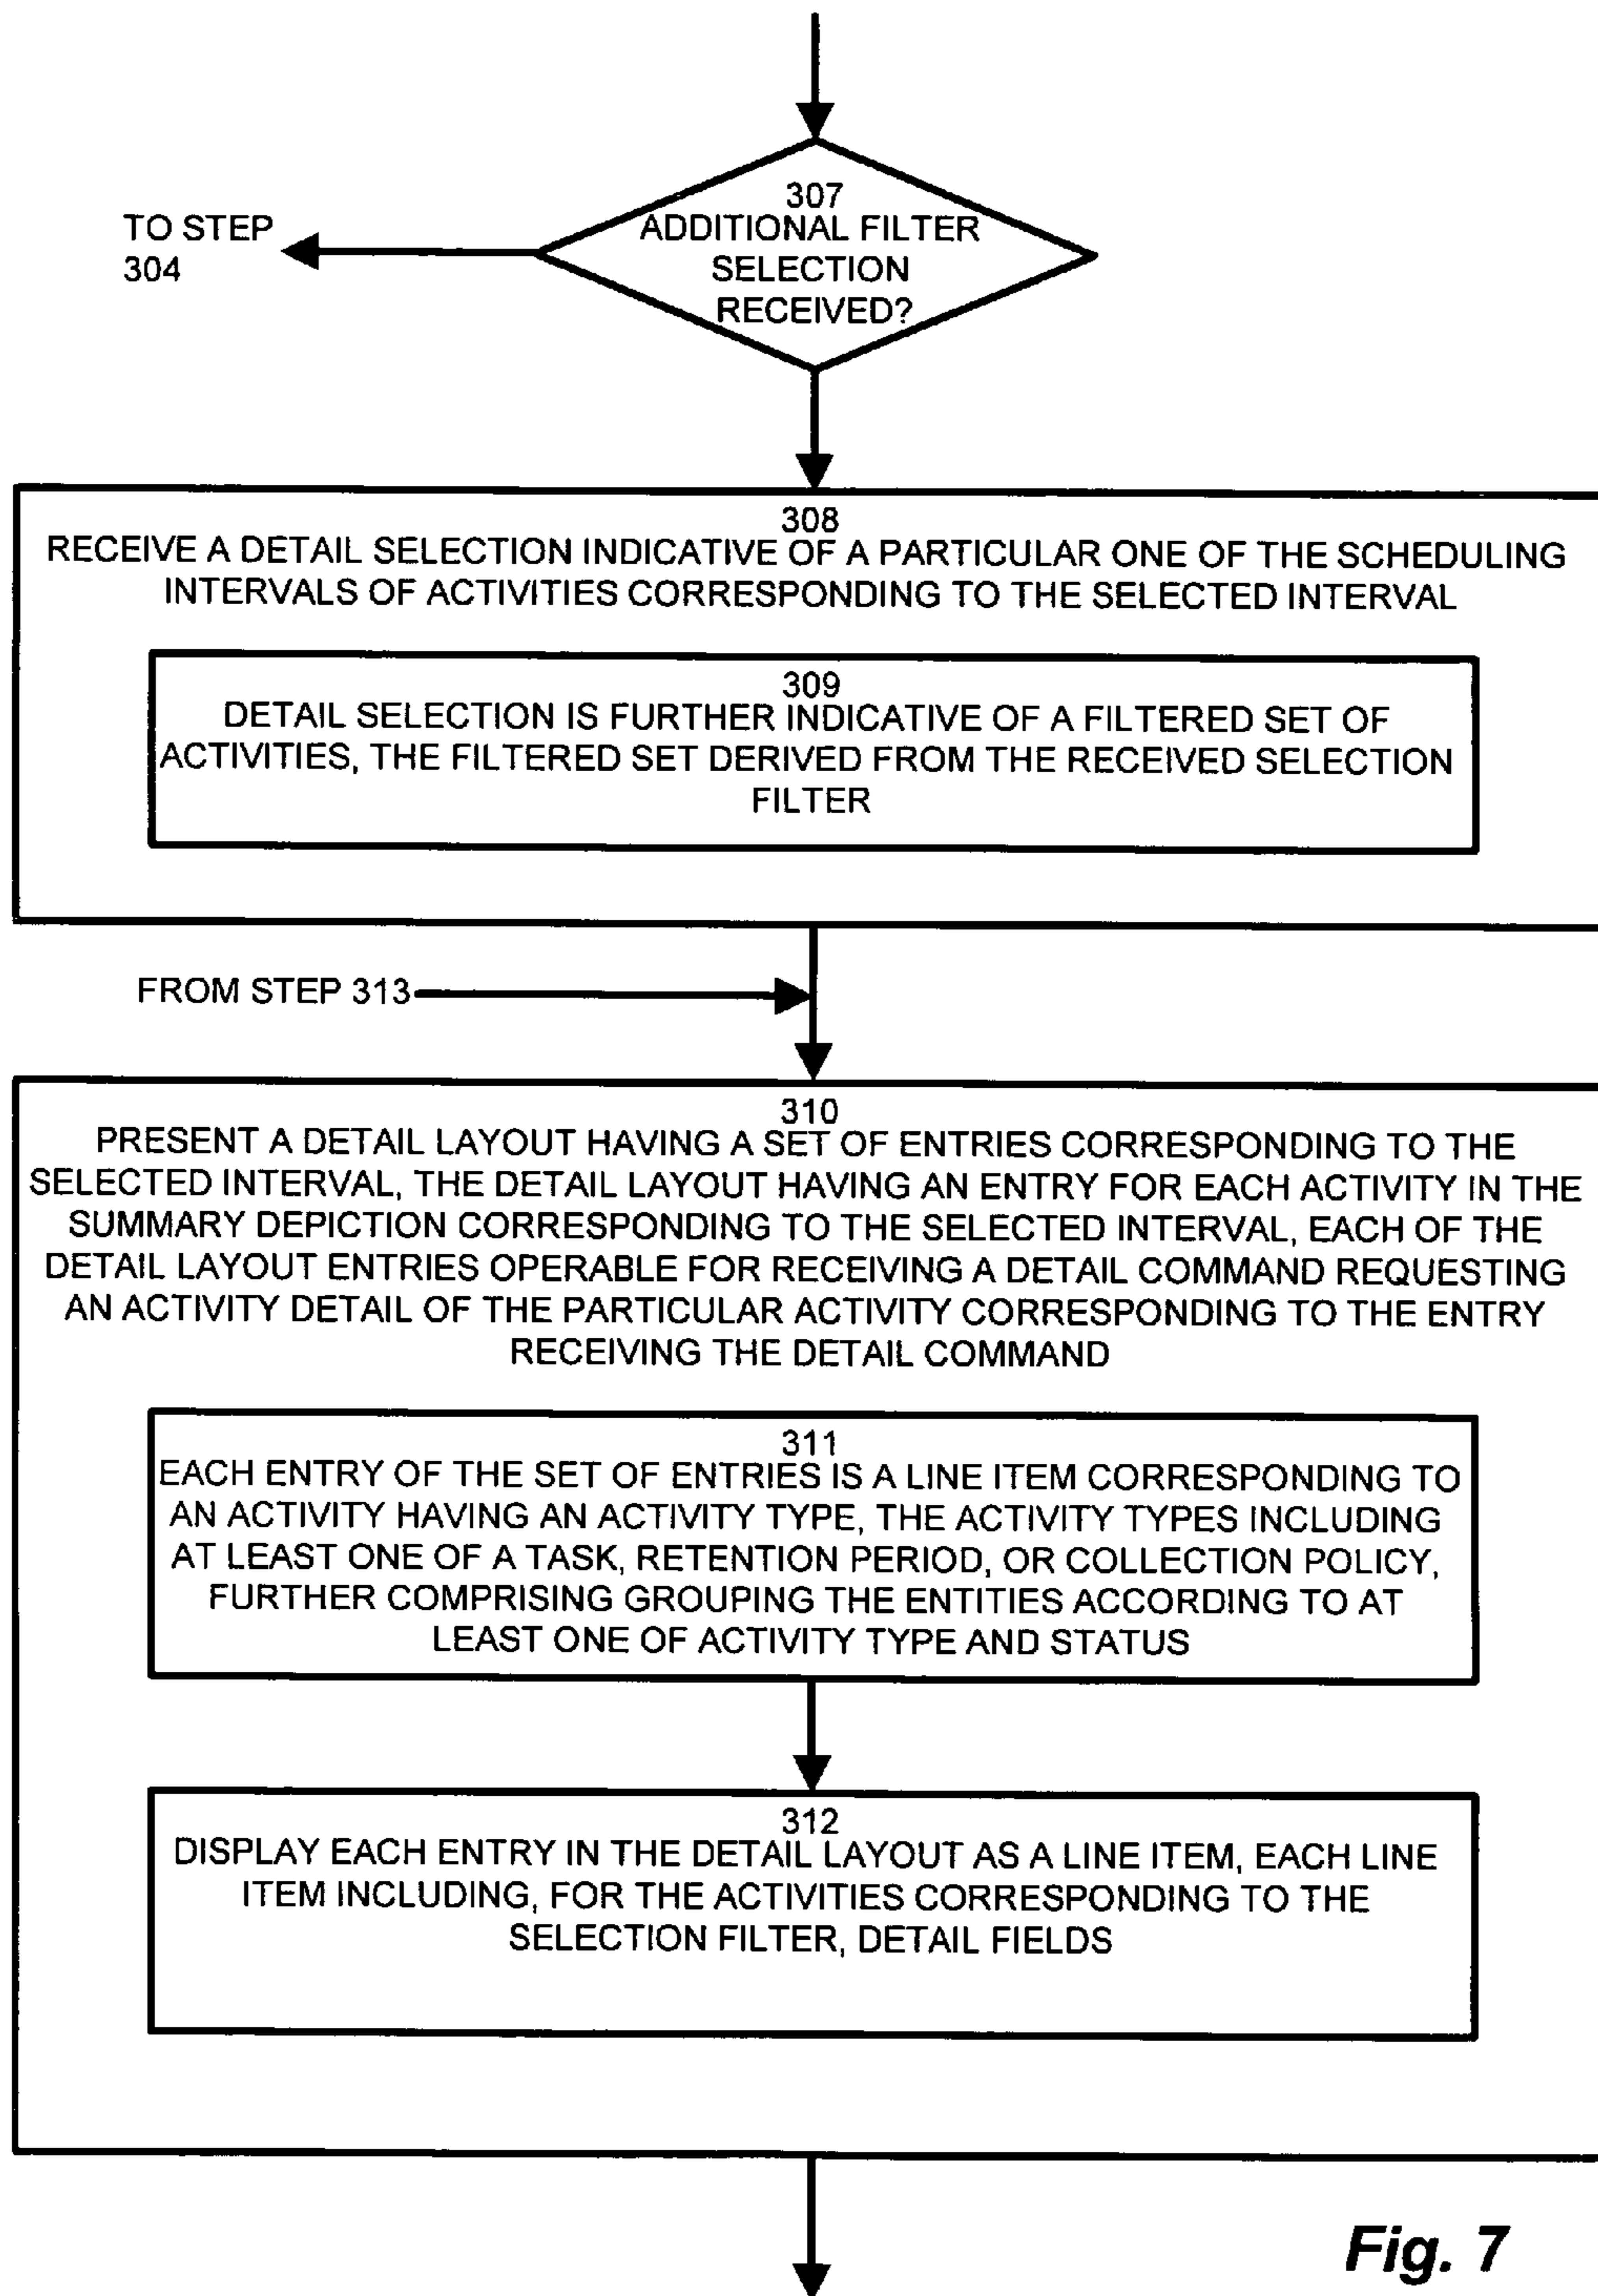 307
ADDITIONAL FILTER
SELECTION
RECEIVED?
TO STEP
304
308
RECEIVE A DETAIL SELECTION INDICATIVE OF A PARTICULAR ONE OF THE SCHEDULING
INTERVALS OF ACTIVITIES CORRESPONDING TO THE SELECTED INTERVAL
309
DETAIL SELECTION IS FURTHER INDICATIVE OF A FILTERED SET OF
ACTIVITIES, THE FILTERED SET DERIVED FROM THE RECEIVED SELECTION
FILTER
FROM STEP 313
310
PRESENT A DETAIL LAYOUT HAVING A SET OF ENTRIES CORRESPONDING TO THE
SELECTED INTERVAL, THE DETAIL LAYOUT HAVING AN ENTRY FOR EACH ACTIVITY IN THE
SUMMARY DEPICTION CORRESPONDING TO THE SELECTED INTERVAL, EACH OF THE
DETAIL LAYOUT ENTRIES OPERABLE FOR RECEIVING A DETAIL COMMAND REQUESTING
AN ACTIVITY DETAIL OF THE PARTICULAR ACTIVITY CORRESPONDING TO THE ENTRY
RECEIVING THE DETAIL COMMAND
311
EACH ENTRY OF THE SET OF ENTRIES IS A LINE ITEM CORRESPONDING TO
AN ACTIVITY HAVING AN ACTIVITY TYPE, THE ACTIVITY TYPES INCLUDING
AT LEAST ONE OF A TASK, RETENTION PERIOD, OR COLLECTION POLICY,
FURTHER COMPRISING GROUPING THE ENTITIES ACCORDING TO AT
LEAST ONE OF ACTIVITY TYPE AND STATUS
312
DISPLAY EACH ENTRY IN THE DETAIL LAYOUT AS A LINE ITEM, EACH LINE
ITEM INCLUDING, FOR THE ACTIVITIES CORRESPONDING TO THE
SELECTION FILTER, DETAIL FIELDS
Fig. 7